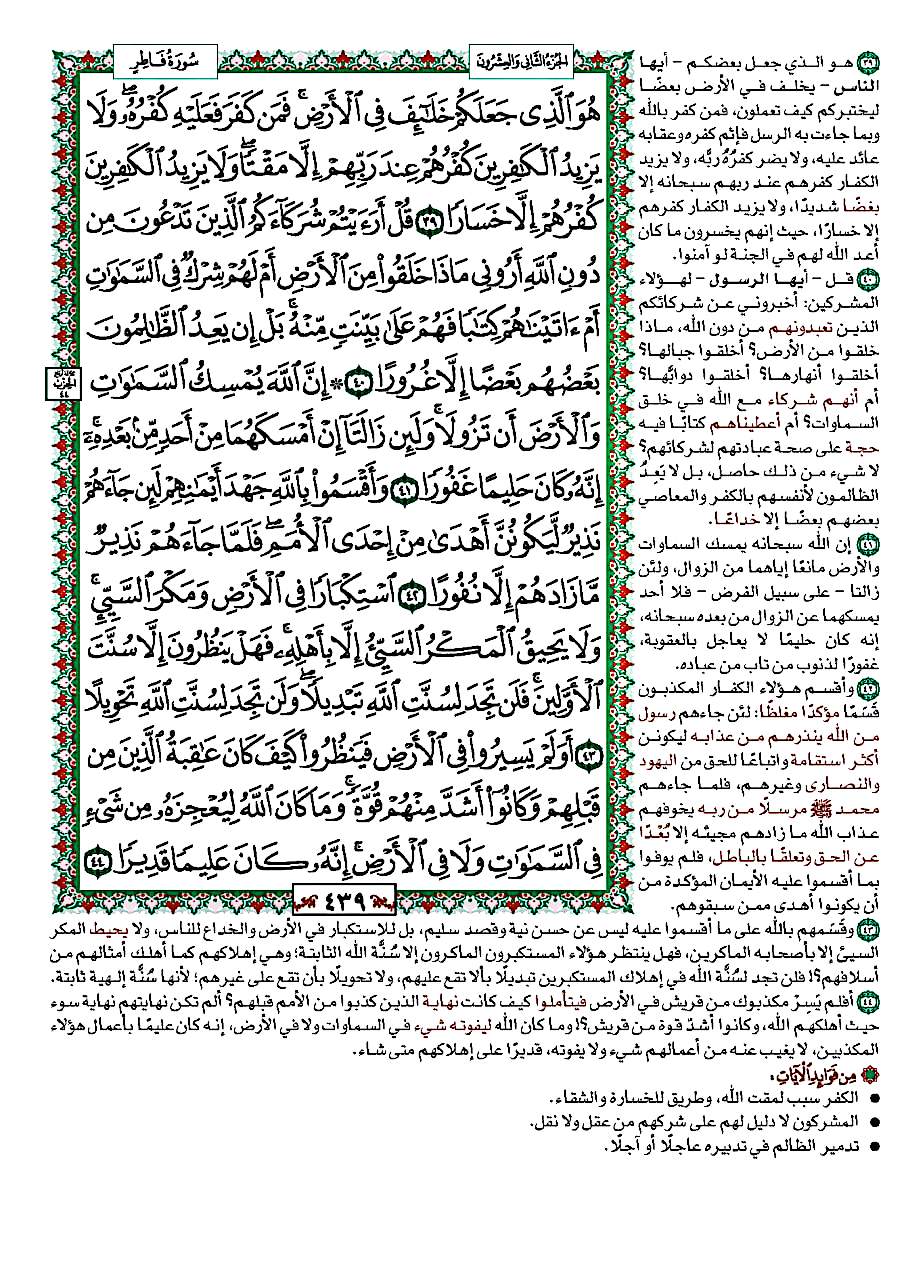 سُورَةُ فَاطِرٍ
الجُزءُ الثَّانِي وَالعِشْرُونَ
هُوَ ٱلَّذِى جَعَلَكُمْ خَلَـٰٓئِفَ فِى ٱلْأَرْضِ ۚ فَمَن كَفَرَ فَعَلَيْهِ كُفْرُهُۥ ۖ وَلَا
يَزِيدُ ٱلْكَـٰفِرِينَ كُفْرُهُمْ عِندَ رَبِّهِمْ إِلَّا مَقْتًا ۖ وَلَا يَزِيدُ ٱلْكَـٰفِرِينَ
كُفْرُهُمْ إِلَّا خَسَارًا ٣٩ قُلْ أَرَءَيْتُمْ شُرَكَآءَكُمُ ٱلَّذِينَ تَدْعُونَ مِن
دُونِ ٱللَّهِ أَرُونِى مَاذَا خَلَقُوا۟ مِنَ ٱلْأَرْضِ أَمْ لَهُمْ شِرْكٌ فِى ٱلسَّمَـٰوَٰتِ
أَمْ ءَاتَيْنَـٰهُمْ كِتَـٰبًا فَهُمْ عَلَىٰ بَيِّنَتٍ مِّنْهُ ۚ بَلْ إِن يَعِدُ ٱلظَّـٰلِمُونَ
بَعْضُهُم بَعْضًا إِلَّا غُرُورًا ٤٠ ۞ إِنَّ ٱللَّهَ يُمْسِكُ ٱلسَّمَـٰوَٰتِ
وَٱلْأَرْضَ أَن تَزُولَا ۚ وَلَئِن زَالَتَآ إِنْ أَمْسَكَهُمَا مِنْ أَحَدٍ مِّنۢ بَعْدِهِۦٓ ۚ
إِنَّهُۥ كَانَ حَلِيمًا غَفُورًا ٤١ وَأَقْسَمُوا۟ بِٱللَّهِ جَهْدَ أَيْمَـٰنِهِمْ لَئِن جَآءَهُمْ
نَذِيرٌ لَّيَكُونُنَّ أَهْدَىٰ مِنْ إِحْدَى ٱلْأُمَمِ ۖ فَلَمَّا جَآءَهُمْ نَذِيرٌ
مَّا زَادَهُمْ إِلَّا نُفُورًا ٤٢ ٱسْتِكْبَارًا فِى ٱلْأَرْضِ وَمَكْرَ ٱلسَّيِّئِ ۚ
وَلَا يَحِيقُ ٱلْمَكْرُ ٱلسَّيِّئُ إِلَّا بِأَهْلِهِۦ ۚ فَهَلْ يَنظُرُونَ إِلَّا سُنَّتَ
ٱلْأَوَّلِينَ ۚ فَلَن تَجِدَ لِسُنَّتِ ٱللَّهِ تَبْدِيلًا ۖ وَلَن تَجِدَ لِسُنَّتِ ٱللَّهِ تَحْوِيلًا
٤٣ أَوَلَمْ يَسِيرُوا۟ فِى ٱلْأَرْضِ فَيَنظُرُوا۟ كَيْفَ كَانَ عَـٰقِبَةُ ٱلَّذِينَ مِن
قَبْلِهِمْ وَكَانُوٓا۟ أَشَدَّ مِنْهُمْ قُوَّةً ۚ وَمَا كَانَ ٱللَّهُ لِيُعْجِزَهُۥ مِن شَىْءٍ
فِى ٱلسَّمَـٰوَٰتِ وَلَا فِى ٱلْأَرْضِ ۚ إِنَّهُۥ كَانَ عَلِيمًا قَدِيرًا ٤٤
٤٣٩
٣٩ هو الذي جعل بعضكم - أيها
الناس - يخلف في الأرض بعضًا
ليختبركم كيف تعملون، فمن كفر بالله
وبما جاءت به الرسل فإثم كفره وعقابه
عائد عليه، ولا يضر كفرُهُ ربَّه، ولا يزيد
الكفار كفرهم عند ربهم سبحانه إلا
بغضًا شديدًا، ولا يزيد الكفار كفرهم
إلا خسارًا، حيث إنهم يخسرون ما كان
أعد الله لهم في الجنة لو آمنوا.
٤٠ قل - أيها الرسول - لهؤلاء
المشركين: أخبروني عن شركائكم
الذين تعبدونهم من دون الله، ماذا
خلقوا من الأرض؟ أخلقوا جبالها؟
أخلقوا أنهارها؟ أخلقوا دوابَّها؟
أم أنهم شركاء مع الله في خلق
السماوات؟ أم أعطيناهم كتابًا فيه
حجة على صحة عبادتهم لشركائهم؟
لا شيء من ذلك حاصل، بل لا يَعِدُ
الظالمون لأنفسهم بالكفر والمعاصي
بعضهم بعضًا إلا خداعًا.
٤١ إن الله سبحانه يمسك السماوات
والأرض مانعًا إياهما من الزوال، ولئن
زالتا - على سبيل الفرض - فلا أحد
يمسكهما عن الزوال من بعده سبحانه،
إنه كان حليمًا لا يعاجل بالعقوبة،
غفورًا لذنوب من تاب من عباده.
٤٢ وأقسم هؤلاء الكفار المكذبون
قَسَمًا مؤكدًا مغلظًا: لئن جاءهم رسول
من الله ينذرهم من عذابه ليكونن
أكثر استقامة واتباعًا للحق من اليهود
والنصارى وغيرهم، فلما جاءهم
محمد ﷺ مرسلًا من ربه يخوفهم
عذاب الله ما زادهم مجيئه إلا بُعْدًا
عن الحق وتعلقًا بالباطل، فلم يوفوا
بما أقسموا عليه الأيمان المؤكدة من
أن يكونوا أهدى ممن سبقوهم.
٤٣ وقَسَمهم بالله على ما أقسموا عليه ليس عن حسن نية وقصد سليم، بل للاستكبار في الأرض والخداع للناس، ولا يحيط المكر
السيئ إلا بأصحابه الماكرين، فهل ينتظر هؤلاء المستكبرون الماكرون إلا سُنَّة الله الثابتة؛ وهي إهلاكهم كما أهلك أمثالهم من
أسلافهم؟! فلن تجد لسُنَّة الله في إهلاك المستكبرين تبديلًا بألا تقع عليهم، ولا تحويلًا بأن تقع على غيرهم؛ لأنها سُنَّة إلهية ثابتة.
٤٤ أفلم يَسِرْ مكذبوك من قريش في الأرض فيتأملوا كيف كانت نهاية الذين كذبوا من الأمم قبلهم؟ ألم تكن نهايتهم نهاية سوء
حيث أهلكهم الله، وكانوا أشدّ قوة من قريش؟! وما كان الله ليفوته شيء في السماوات ولا في الأرض، إنه كان عليمًا بأعمال هؤلاء
المكذبين، لا يغيب عنه من أعمالهم شيء ولا يفوته، قديرًا على إهلاكهم متى شاء.
مِن فَوَائِدِ الآيَاتِ:
• الكفر سبب لمقت الله، وطريق للخسارة والشقاء.
• المشركون لا دليل لهم على شركهم من عقل ولا نقل.
• تدمير الظالم في تدبيره عاجلًا أو آجلًا.